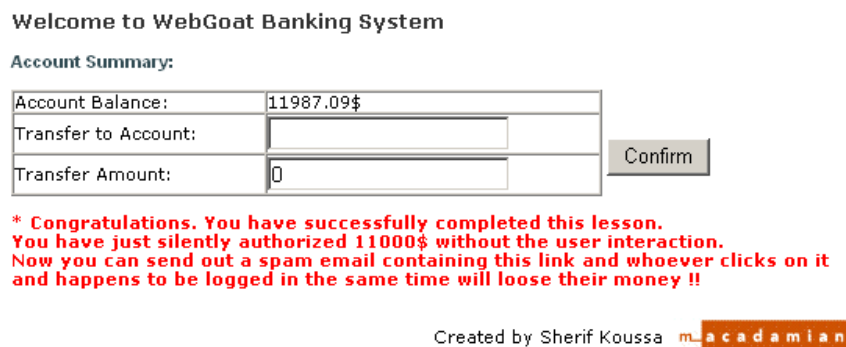 Welcome to WebGoat Banking System
Account Summary:
Account Balance: 11987.09$
Transfer to Account:
Confirm
Transfer Amount: 0
* Congratulations. You have successfully completed this lesson.
You have just silently authorized 11000$ without the user interaction.
Now you can send out a spam email containing this link and whoever clicks on it
and happens to be logged in the same time will loose their money !!
Created by Sherif Koussa macadamian